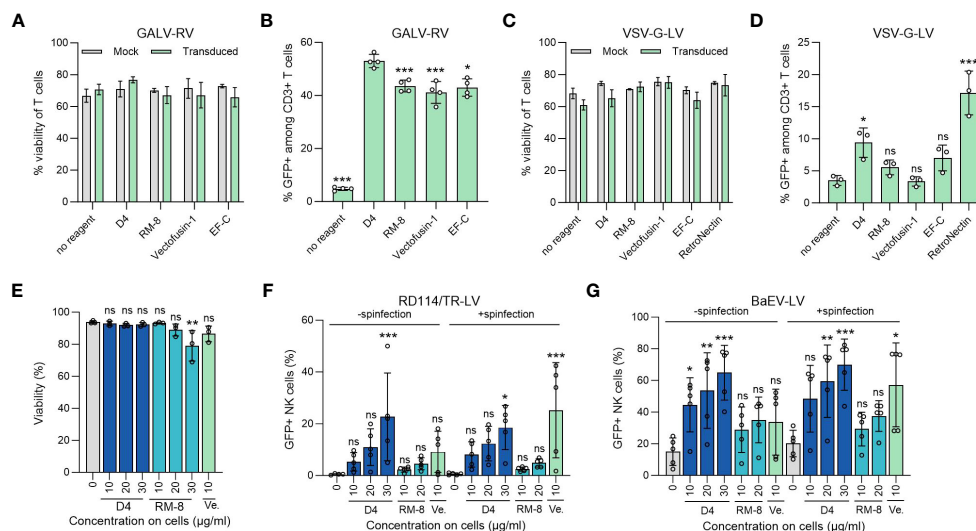 A
GALV-RV
Mock Transduced
% viability of T cells
100
80
60
40
20
0
no reagent
D4
RM-8
Vectofusin-1
EF-C
B
GALV-RV
% GFP+ among CD3+ T cells
80
60
40
20
0
***
***
***
*
no reagent
D4
RM-8
Vectofusin-1
EF-C
C
VSV-G-LV
Mock Transduced
% viability of T cells
100
80
60
40
20
0
no reagent
D4
RM-8
Vectofusin-1
EF-C
RetroNectin
D
VSV-G-LV
% GFP+ among CD3+ T cells
25
20
15
10
5
0
*
ns
ns
ns
***
no reagent
D4
RM-8
Vectofusin-1
EF-C
RetroNectin
E
Viability (%)
100
80
60
40
20
0
ns ns ns ns ns ** ns
0 10 20 30 10 20 30 10
D4 RM-8 Ve.
Concentration on cells (µg/ml)
F
RD114/TR-LV
-spinfection +spinfection
GFP+ NK cells (%)
80
60
40
20
0
ns ns *** ns ns ns ns ns * ns ns ***
0 10 20 30 10 20 10 0 10 20 30 10 20 10
D4 RM-8 Ve. D4 RM-8 Ve.
Concentration on cells (µg/ml)
G
BaEV-LV
-spinfection +spinfection
GFP+ NK cells (%)
100
80
60
40
20
0
* ** *** ns ns ns ns ** *** ns ns *
0 10 20 30 10 20 10 0 10 20 30 10 20 10
D4 RM-8 Ve. D4 RM-8 Ve.
Concentration on cells (µg/ml)